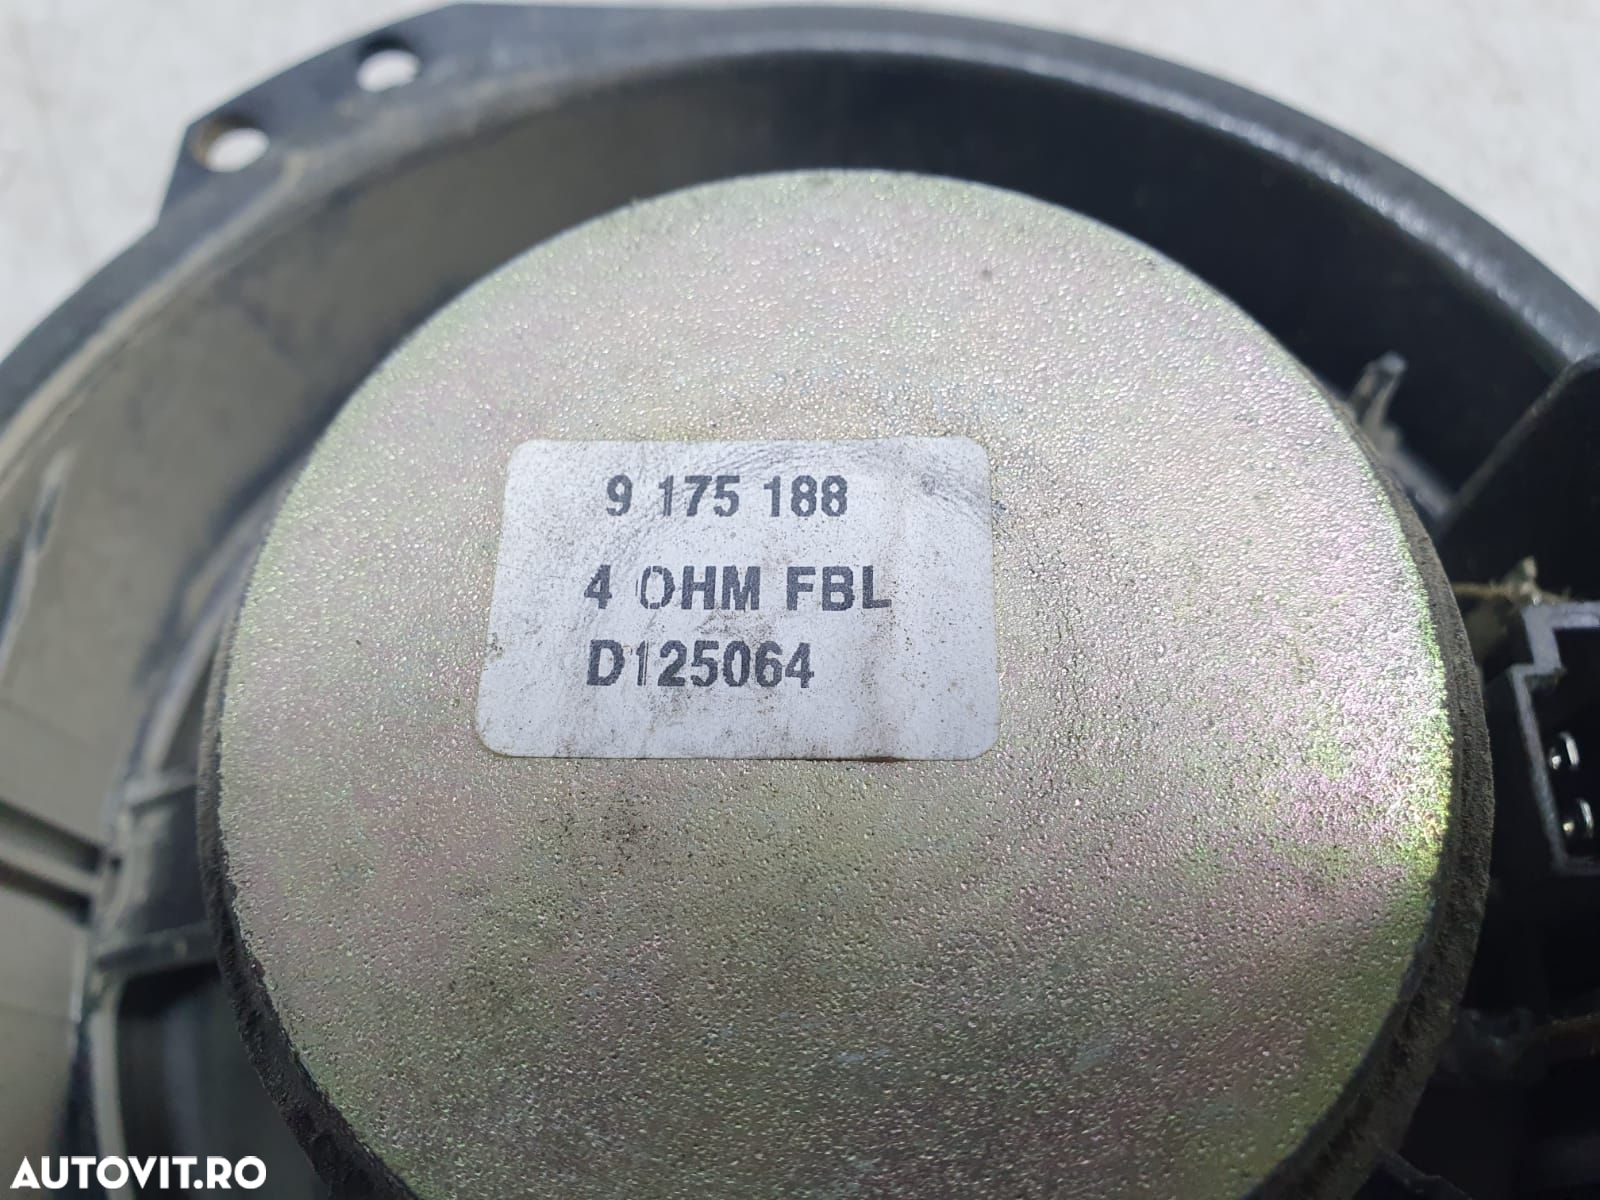 9 175 188
4 OHM FBL
D125064
AUTOVIT.RO